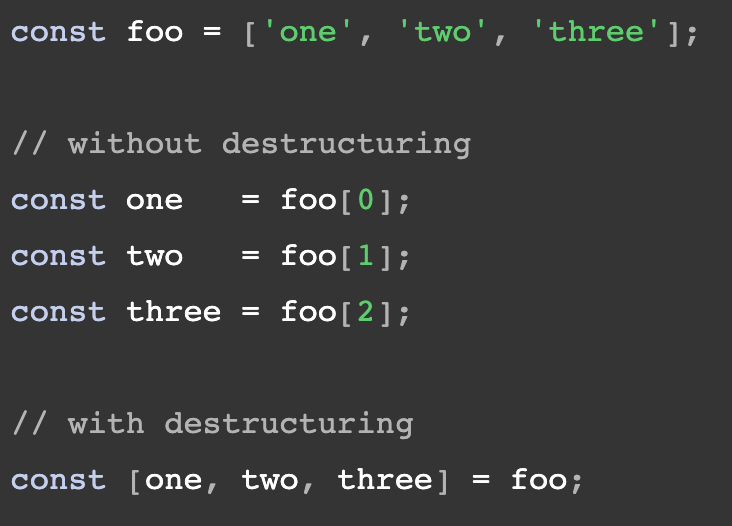 const foo = ['one', 'two', 'three'];
// without destructuring
const one   = foo[0];
const two   = foo[1];
const three = foo[2];
// with destructuring
const [one, two, three] = foo;